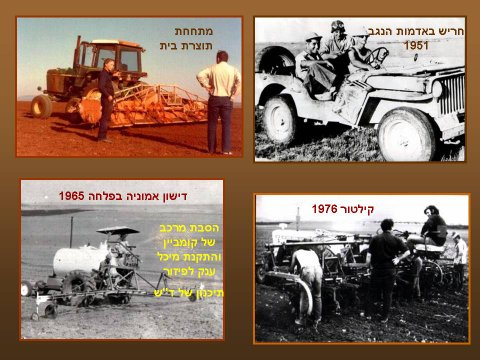 מתחחת
תוצרת בית
חריש באדמות הנגב
1951
דישון אמוניה בפלחה 1965
הסבת מרכב
של קומביין
והתקנת מיכל
ענק לפיזור
תיכנון של ד"ש
קילטור 1976